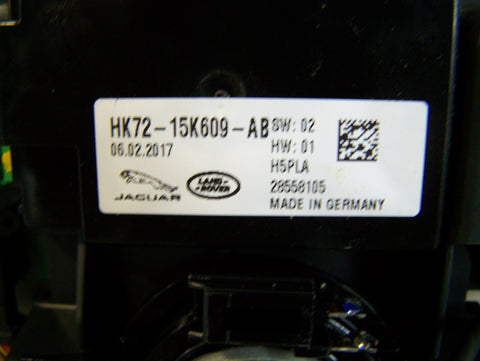 HK72-15K609-AB SW: 02
06.02.2017 HW: 01
H5PLA
28558105
JAGUAR LAND-ROVER MADE IN GERMANY